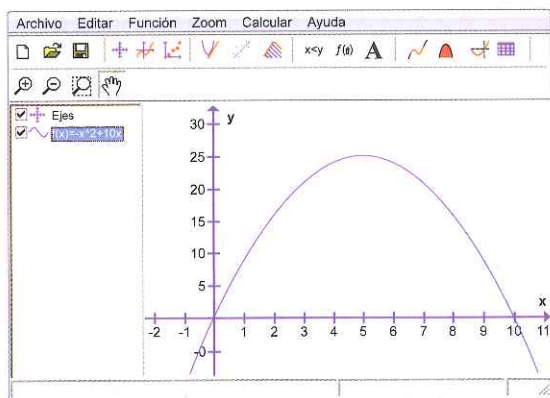 Archivo Editar Función Zoom Calcular Ayuda
x<y f(θ) A
Ejes
f(x)=-x^2+10x
y
30
25
20
15
10
5
x
-2 -1 1 2 3 4 5 6 7 8 9 10 11
-0